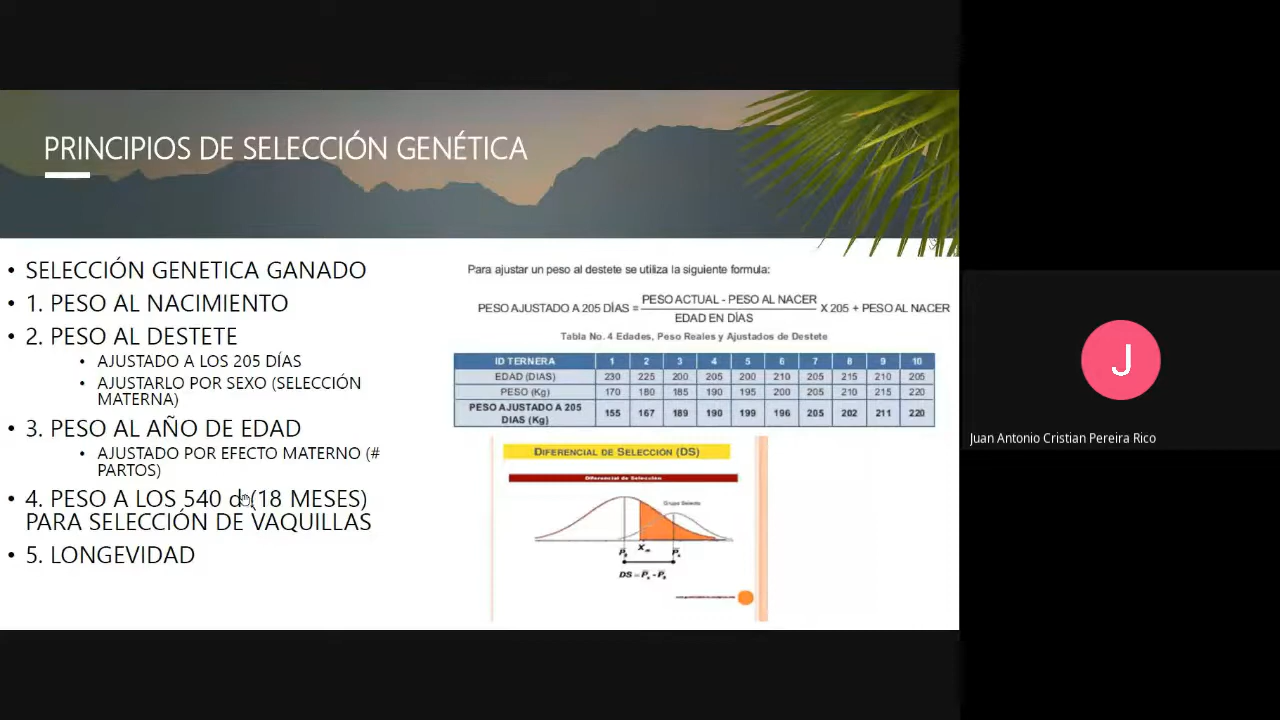 PRINCIPIOS DE SELECCIÓN GENÉTICA
• SELECCIÓN GENETICA GANADO
• 1. PESO AL NACIMIENTO
• 2. PESO AL DESTETE
• AJUSTADO A LOS 205 DÍAS
• AJUSTARLO POR SEXO (SELECCIÓN
MATERNA)
• 3. PESO AL AÑO DE EDAD
• AJUSTADO POR EFECTO MATERNO (#
PARTOS)
• 4. PESO A LOS 540 d (18 MESES)
PARA SELECCIÓN DE VAQUILLAS
• 5. LONGEVIDAD
Para ajustar un peso al destete se utiliza la siguiente formula:
PESO AJUSTADO A 205 DÍAS = PESO ACTUAL - PESO AL NACER X 205 + PESO AL NACER
EDAD EN DÍAS
Tabla No. 4 Edades, Peso Reales y Ajustados de Destete
ID TERNERA 1 2 3 4 5 6 7 8 9 10
EDAD (DIAS) 230 225 200 205 200 210 205 215 210 205
PESO (Kg) 170 180 185 190 195 200 205 210 215 220
PESO AJUSTADO A 205 155 167 189 190 199 196 205 202 211 220
DIAS (Kg)
DIFERENCIAL DE SELECCIÓN (DS)
Diferencial de Selección
J
Juan Antonio Cristian Pereira Rico